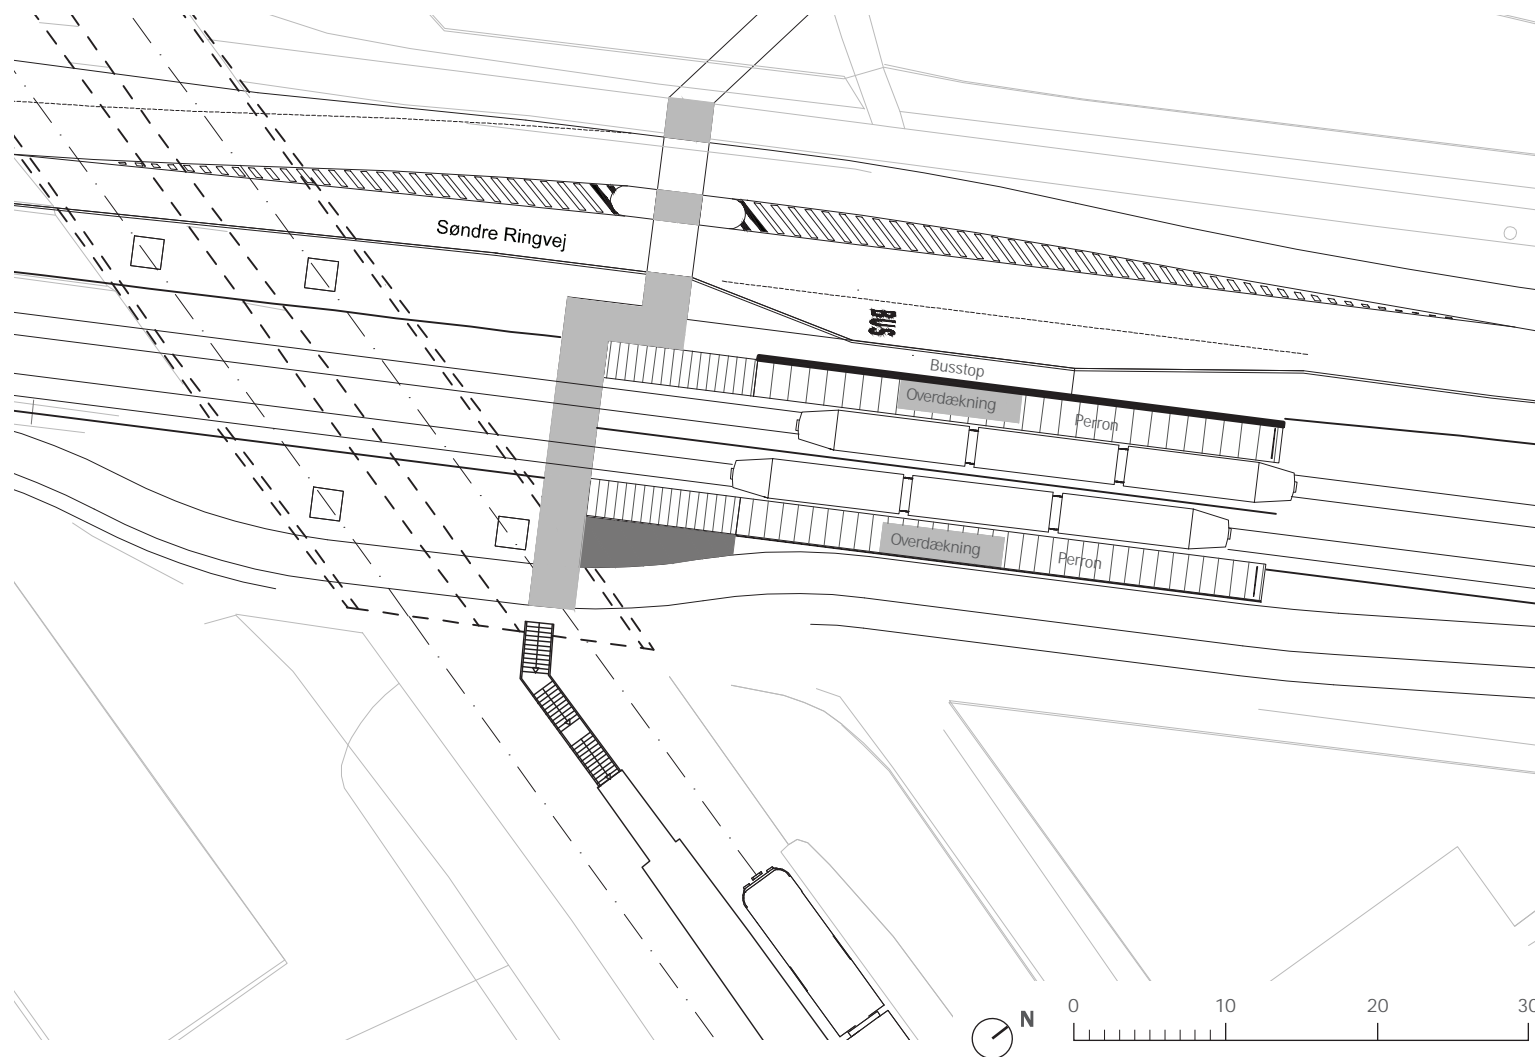 Søndre Ringvej
BUS
Busstop
Overdækning
Perron
Overdækning
Perron
N
0 10 20 30